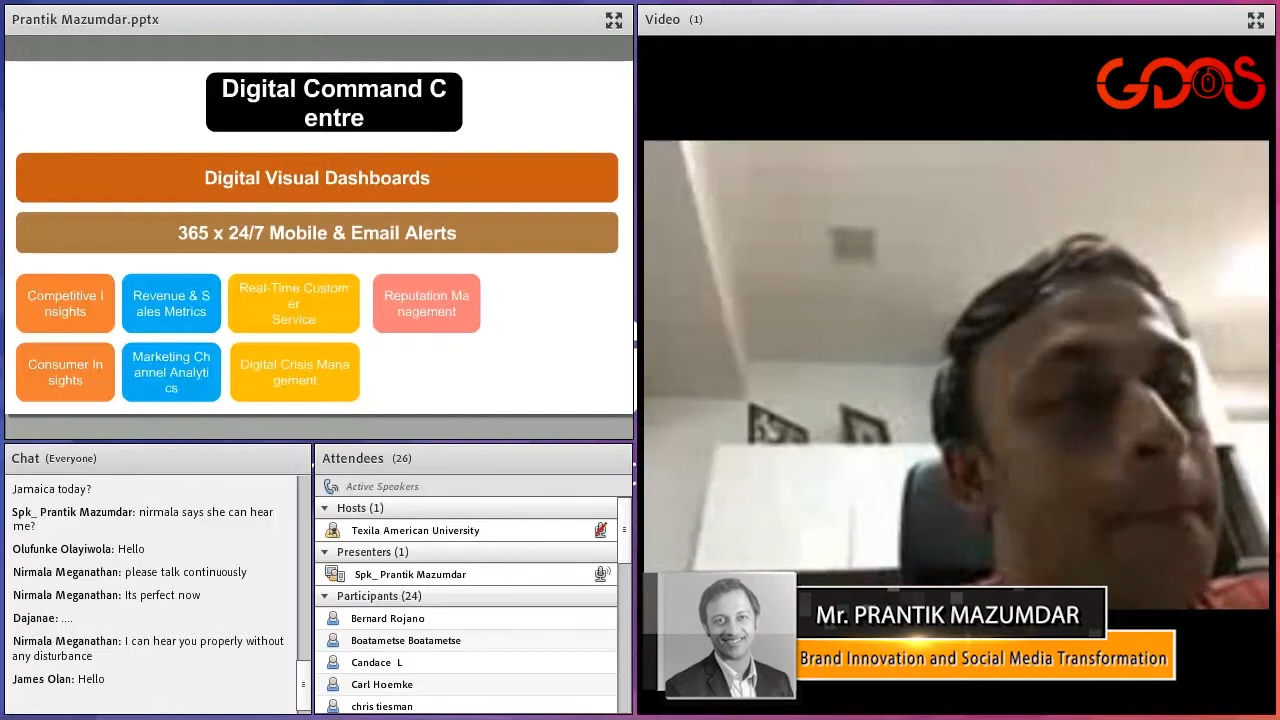 Prantik Mazumdar.pptx
Digital Command C
entre
Digital Visual Dashboards
365 x 24/7 Mobile & Email Alerts
Competitive I
nsights
Revenue & S
ales Metrics
Real-Time Custom
er
Service
Reputation Ma
nagement
Consumer In
sights
Marketing Ch
annel Analyti
cs
Digital Crisis Mana
gement
Chat (Everyone)
Jamaica today?
Spk_ Prantik Mazumdar: nirmala says she can hear
me?
Olufunke Olayiwola: Hello
Nirmala Meganathan: please talk continuously
Nirmala Meganathan: Its perfect now
Dajanae: ....
Nirmala Meganathan: I can hear you properly without
any disturbance
James Olan: Hello
Attendees (26)
Active Speakers
Hosts (1)
Texila American University
Presenters (1)
Spk_ Prantik Mazumdar
Participants (24)
Bernard Rojano
Boatametse Boatametse
Candace L
Carl Hoemke
chris tiesman
Video (1)
GDOS
Mr. PRANTIK MAZUMDAR
Brand Innovation and Social Media Transformation